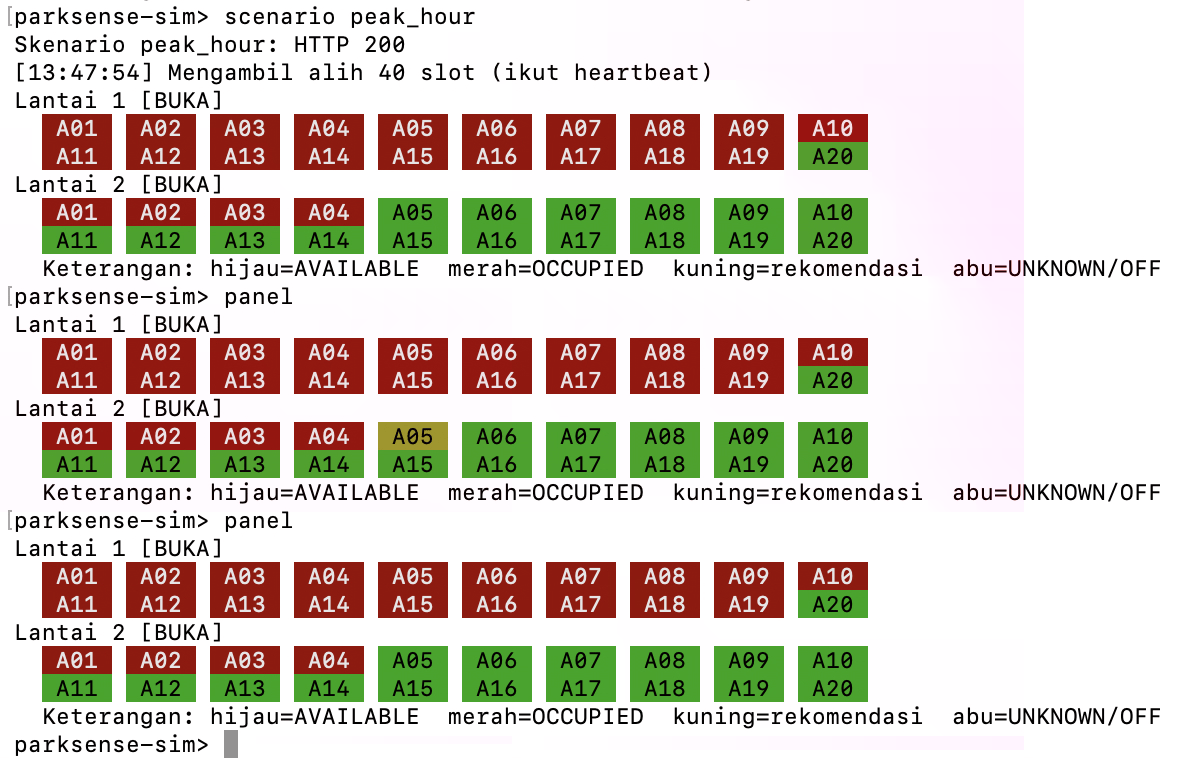 [parksense-sim> scenario peak_hour
Skenario peak_hour: HTTP 200
[13:47:54] Mengambil alih 40 slot (ikut heartbeat)
Lantai 1 [BUKA]
A01 A02 A03 A04 A05 A06 A07 A08 A09 A10
A11 A12 A13 A14 A15 A16 A17 A18 A19 A20
Lantai 2 [BUKA]
A01 A02 A03 A04 A05 A06 A07 A08 A09 A10
A11 A12 A13 A14 A15 A16 A17 A18 A19 A20
Keterangan: hijau=AVAILABLE merah=OCCUPIED kuning=rekomendasi abu=UNKNOWN/OFF
[parksense-sim> panel
Lantai 1 [BUKA]
A01 A02 A03 A04 A05 A06 A07 A08 A09 A10
A11 A12 A13 A14 A15 A16 A17 A18 A19 A20
Lantai 2 [BUKA]
A01 A02 A03 A04 A05 A06 A07 A08 A09 A10
A11 A12 A13 A14 A15 A16 A17 A18 A19 A20
Keterangan: hijau=AVAILABLE merah=OCCUPIED kuning=rekomendasi abu=UNKNOWN/OFF
[parksense-sim> panel
Lantai 1 [BUKA]
A01 A02 A03 A04 A05 A06 A07 A08 A09 A10
A11 A12 A13 A14 A15 A16 A17 A18 A19 A20
Lantai 2 [BUKA]
A01 A02 A03 A04 A05 A06 A07 A08 A09 A10
A11 A12 A13 A14 A15 A16 A17 A18 A19 A20
Keterangan: hijau=AVAILABLE merah=OCCUPIED kuning=rekomendasi abu=UNKNOWN/OFF
parksense-sim>